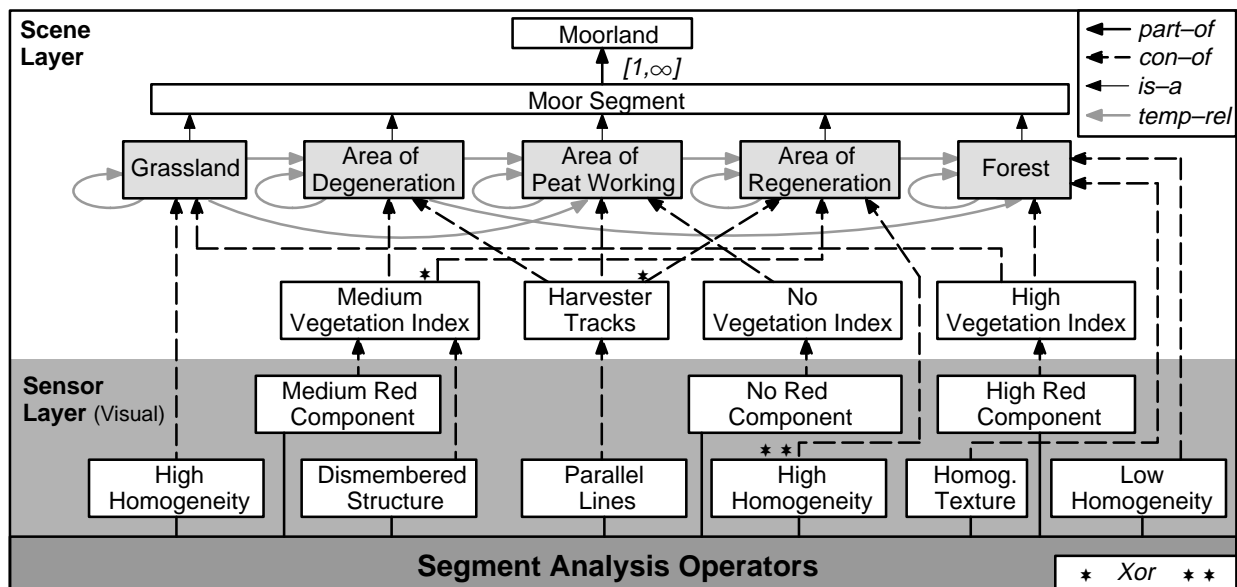 Scene
Layer
Moorland
[1,∞]
part–of
con–of
is–a
temp–rel
Moor Segment
Grassland
Area of
Degeneration
Area of
Peat Working
Area of
Regeneration
Forest
Medium
Vegetation Index
Harvester
Tracks
No
Vegetation Index
High
Vegetation Index
Sensor
Layer (Visual)
Medium Red
Component
No Red
Component
High Red
Component
High
Homogeneity
Dismembered
Structure
Parallel
Lines
High
Homogeneity
Homog.
Texture
Low
Homogeneity
Segment Analysis Operators
Xor